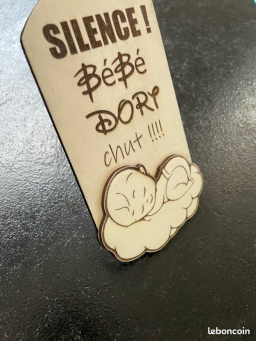 SILENCE !
BéBé
DORT
chut !!!!
leboncoin